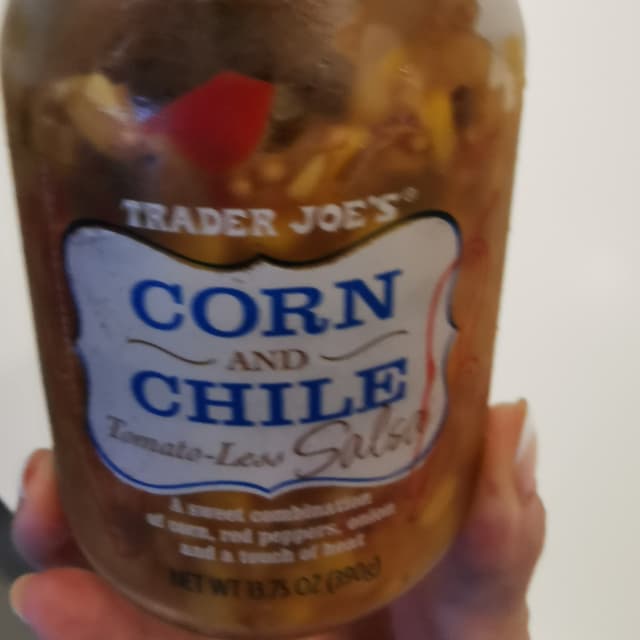 TRADER JOE'S®
CORN
AND
CHILE
Tomato-Less Salsa
A sweet combination
of corn, red peppers, onion
and a touch of heat
NET WT 13.75 OZ (390g)